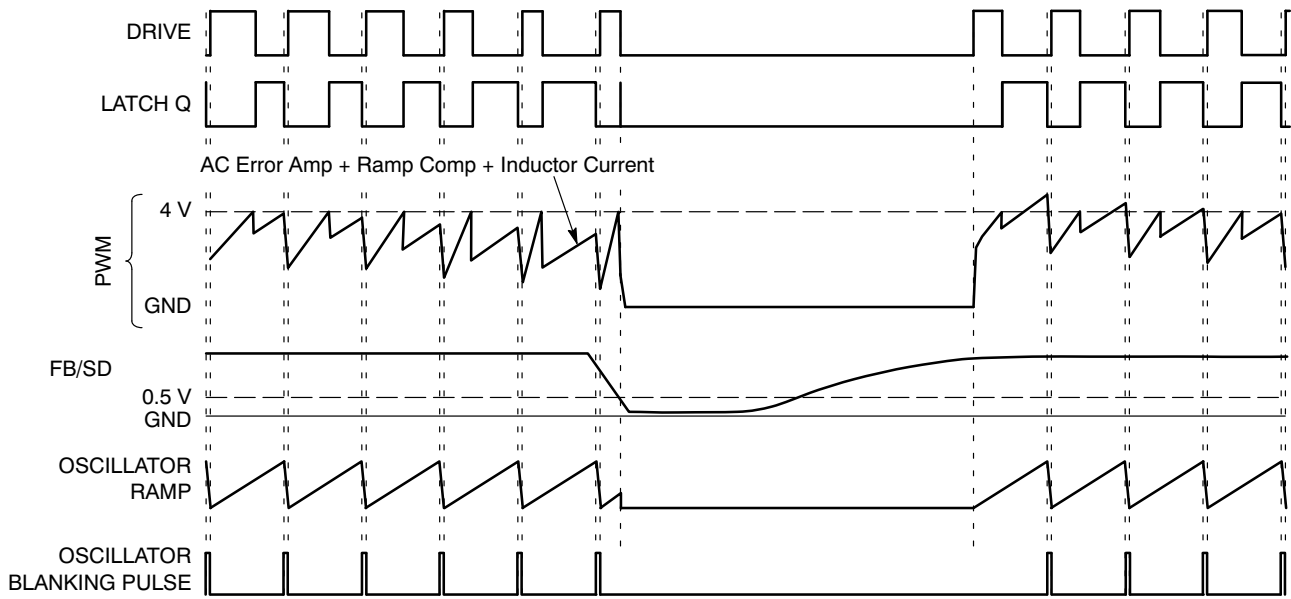 DRIVE
LATCH Q
AC Error Amp + Ramp Comp + Inductor Current
4 V
PWM
GND
FB/SD
0.5 V
GND
OSCILLATOR
RAMP
OSCILLATOR
BLANKING PULSE